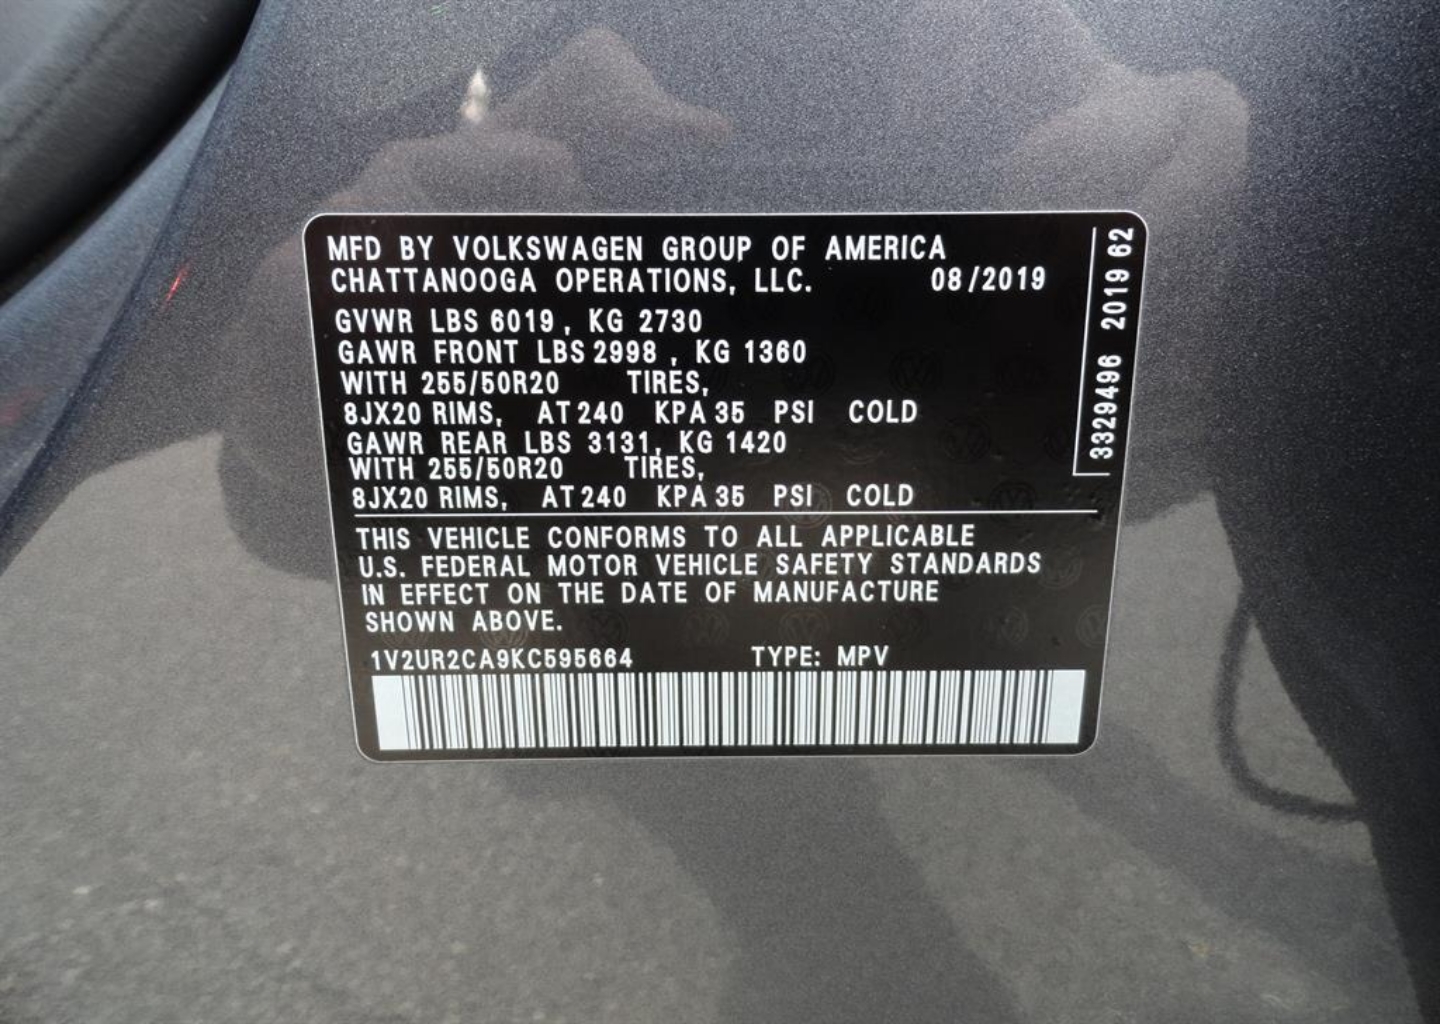 MFD BY VOLKSWAGEN GROUP OF AMERICA
CHATTANOOGA OPERATIONS, LLC. 08/2019
GVWR LBS 6019, KG 2730
GAWR FRONT LBS 2998, KG 1360
WITH 255/50R20 TIRES,
8JX20 RIMS, AT 240 KPA 35 PSI COLD
GAWR REAR LBS 3131, KG 1420
WITH 255/50R20 TIRES,
8JX20 RIMS, AT 240 KPA 35 PSI COLD
THIS VEHICLE CONFORMS TO ALL APPLICABLE
U.S. FEDERAL MOTOR VEHICLE SAFETY STANDARDS
IN EFFECT ON THE DATE OF MANUFACTURE
SHOWN ABOVE.
1V2UR2CA9KC595664 TYPE: MPV
3329496 2019 62